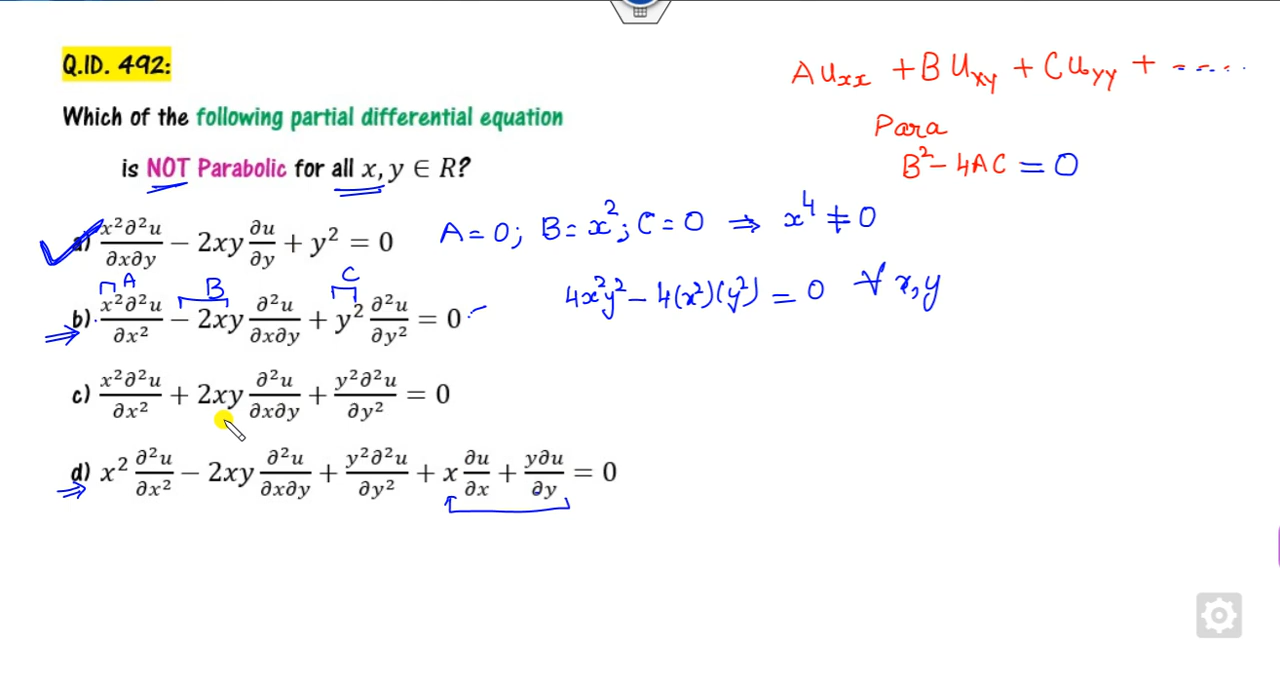 Q.ID. 492:
A uxx + B Uxy + C uyy + -----
Which of the following partial differential equation
is NOT Parabolic for all x, y ∈ R?
Para
B² - 4AC = 0
a) x²∂²u/∂x∂y − 2xy ∂u/∂y + y² = 0
A = 0; B = x²; C = 0 ⇒ x⁴ ≠ 0
A B C
b) x²∂²u/∂x² − 2xy ∂²u/∂x∂y + y² ∂²u/∂y² = 0
4x²y² − 4(x²)(y²) = 0 ∀ x, y
c) x²∂²u/∂x² + 2xy ∂²u/∂x∂y + y²∂²u/∂y² = 0
d) x² ∂²u/∂x² − 2xy ∂²u/∂x∂y + y²∂²u/∂y² + x ∂u/∂x + y∂u/∂y = 0